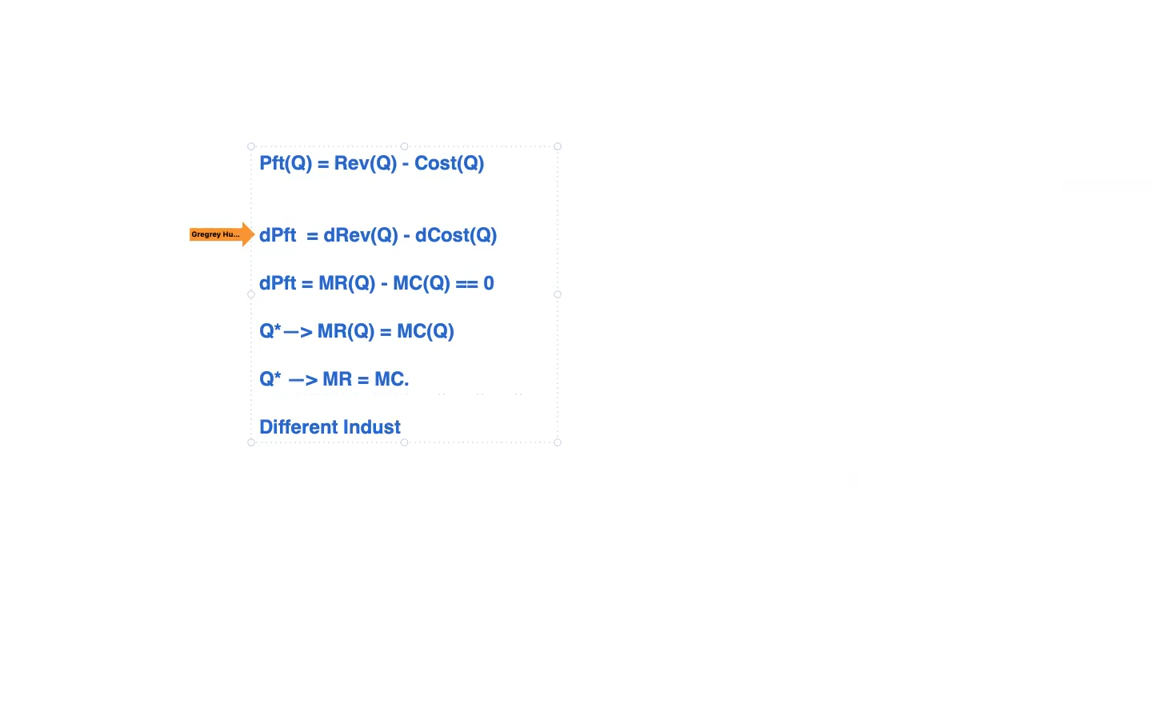 Pft(Q) = Rev(Q) - Cost(Q)
Gregrey Hu...
dPft = dRev(Q) - dCost(Q)
dPft = MR(Q) - MC(Q) == 0
Q*—> MR(Q) = MC(Q)
Q* —> MR = MC.
Different Indust